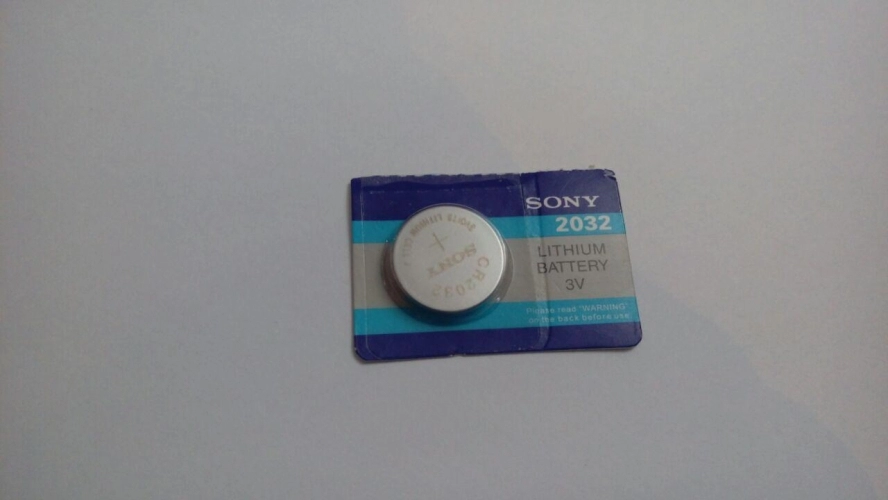 SONY
2032
LITHIUM
BATTERY
3V
Please read "WARNING"
on the back before use
+
SONY
CR2032